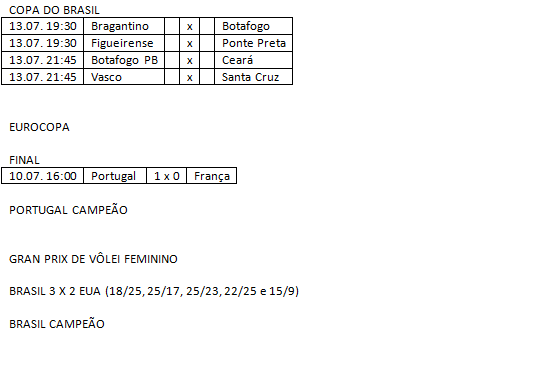 COPA DO BRASIL
13.07. 19:30 Bragantino x Botafogo
13.07. 19:30 Figueirense x Ponte Preta
13.07. 21:45 Botafogo PB x Ceará
13.07. 21:45 Vasco x Santa Cruz
EUROCOPA
FINAL
10.07. 16:00 Portugal 1 x 0 França
PORTUGAL CAMPEÃO
GRAN PRIX DE VÔLEI FEMININO
BRASIL 3 X 2 EUA (18/25, 25/17, 25/23, 22/25 e 15/9)
BRASIL CAMPEÃO